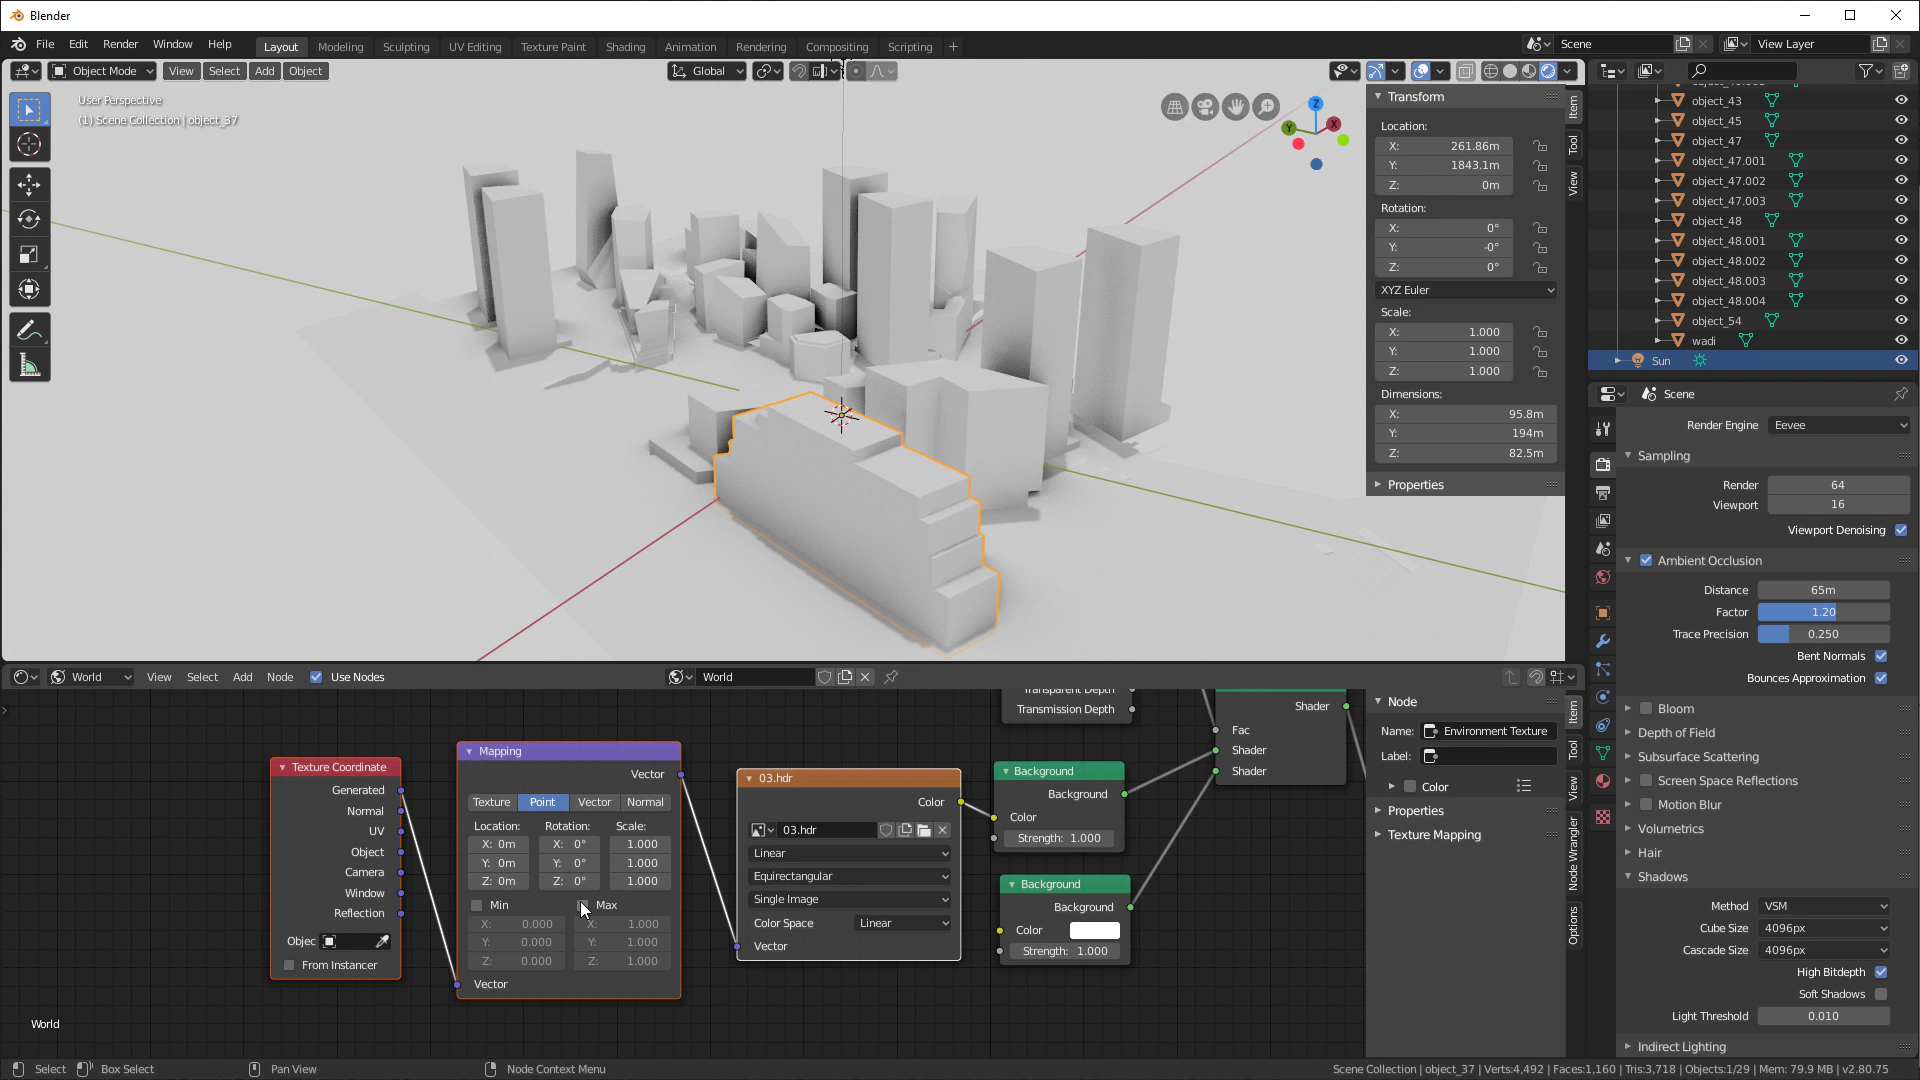 Blender
File Edit Render Window Help Layout Modeling Sculpting UV Editing Texture Paint Shading Animation Rendering Compositing Scripting + Scene View Layer
Object Mode View Select Add Object Global
User Perspective
(1) Scene Collection | object_37
Z
Y
X
Transform
Location:
X: 261.86m
Y: 1843.1m
Z: 0m
Rotation:
X: 0°
Y: -0°
Z: 0°
XYZ Euler
Scale:
X: 1.000
Y: 1.000
Z: 1.000
Dimensions:
X: 95.8m
Y: 194m
Z: 82.5m
Properties
Item
Tool
View
object_43
object_45
object_47
object_47.001
object_47.002
object_47.003
object_48
object_48.001
object_48.002
object_48.003
object_48.004
object_54
wadi
Sun
Scene
Render Engine Eevee
Sampling
Render 64
Viewport 16
Viewport Denoising
Ambient Occlusion
Distance 65m
Factor 1.20
Trace Precision 0.250
Bent Normals
Bounces Approximation
Bloom
Depth of Field
Subsurface Scattering
Screen Space Reflections
Motion Blur
Volumetrics
Hair
Shadows
Method VSM
Cube Size 4096px
Cascade Size 4096px
High Bitdepth
Soft Shadows
Light Threshold 0.010
Indirect Lighting
World View Select Add Node Use Nodes World
Texture Coordinate
Generated
Normal
UV
Object
Camera
Window
Reflection
Objec
From Instancer
Mapping
Vector
Texture Point Vector Normal
Location: Rotation: Scale:
X: 0m X: 0° 1.000
Y: 0m Y: 0° 1.000
Z: 0m Z: 0° 1.000
Min Max
X: 0.000 X: 1.000
Y: 0.000 Y: 1.000
Z: 0.000 Z: 1.000
Vector
03.hdr
Color
03.hdr
Linear
Equirectangular
Single Image
Color Space Linear
Vector
Transparent Depth
Transmission Depth
Background
Background
Color
Strength: 1.000
Background
Background
Color
Strength: 1.000
Shader
Fac
Shader
Shader
Node
Name: Environment Texture
Label:
Color
Properties
Texture Mapping
Item
Tool
View
Node Wrangler
Options
World
Select Box Select Pan View Node Context Menu Scene Collection | object_37 | Verts:4,492 | Faces:1,160 | Tris:3,718 | Objects:1/29 | Mem: 79.9 MB | v2.80.75